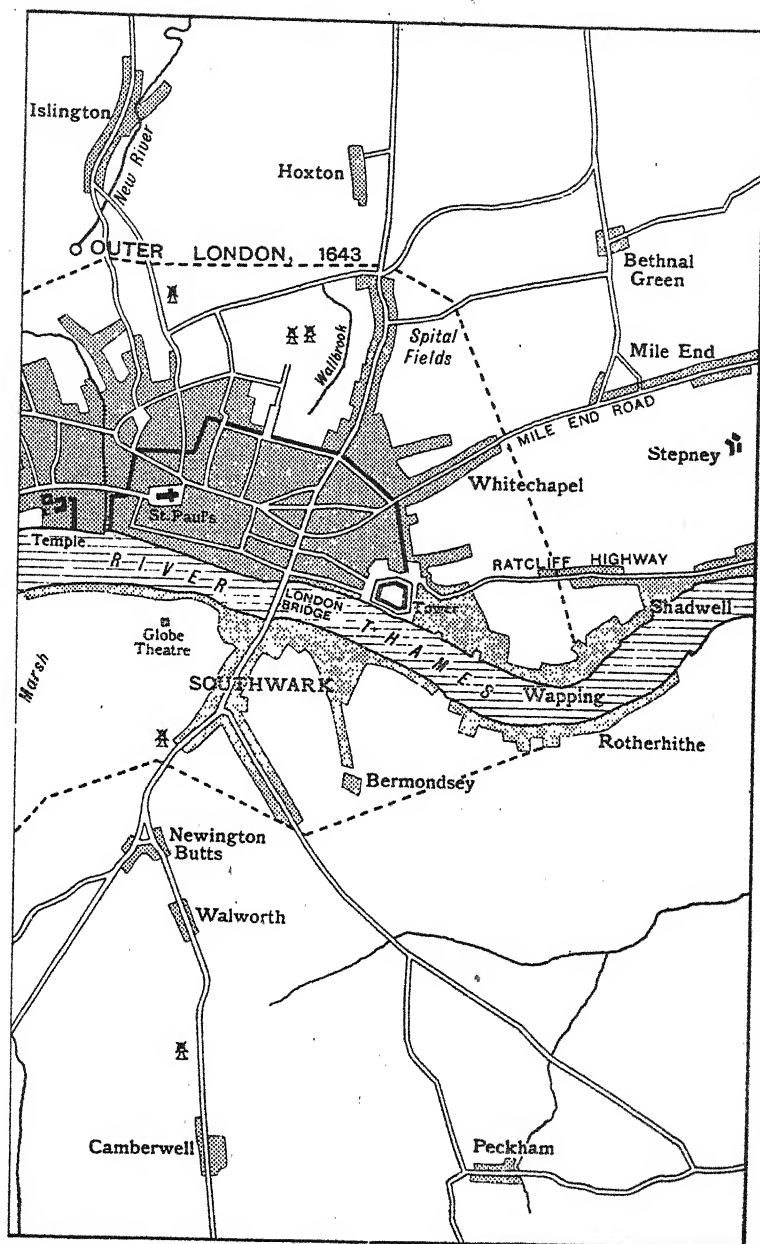 Islington
New River
Hoxton
OUTER LONDON, 1643
Bethnal
Green
Wallbrook
Spital
Fields
Mile End
MILE END ROAD
Stepney
Whitechapel
St. Paul's
Temple
RATCLIFF HIGHWAY
RIVER THAMES
LONDON
BRIDGE
Tower
Shadwell
Globe
Theatre
Marsh
SOUTHWARK
Wapping
Rotherhithe
Bermondsey
Newington
Butts
Walworth
Camberwell
Peckham